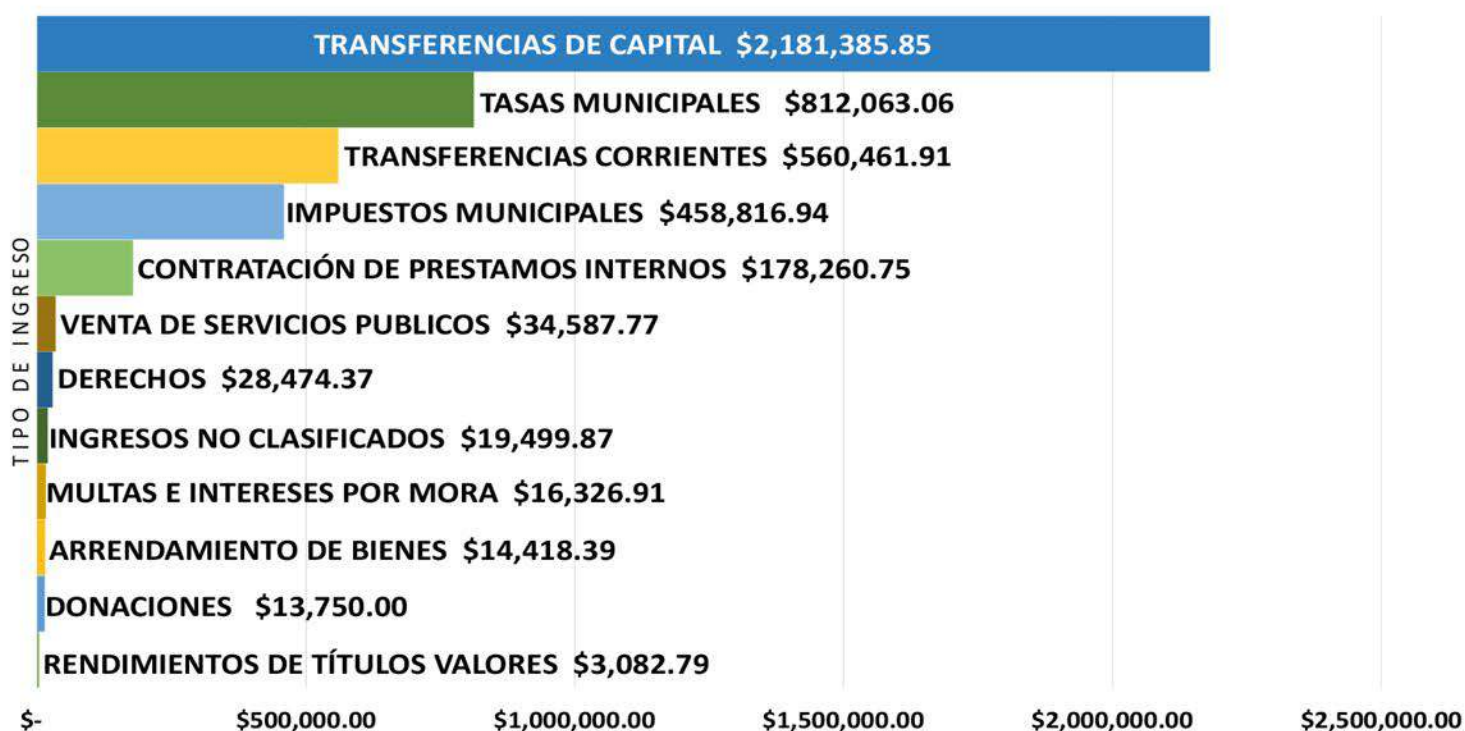 TRANSFERENCIAS DE CAPITAL $2,181,385.85
TASAS MUNICIPALES $812,063.06
TRANSFERENCIAS CORRIENTES $560,461.91
IMPUESTOS MUNICIPALES $458,816.94
CONTRATACIÓN DE PRESTAMOS INTERNOS $178,260.75
VENTA DE SERVICIOS PUBLICOS $34,587.77
DERECHOS $28,474.37
INGRESOS NO CLASIFICADOS $19,499.87
MULTAS E INTERESES POR MORA $16,326.91
ARRENDAMIENTO DE BIENES $14,418.39
DONACIONES $13,750.00
RENDIMIENTOS DE TÍTULOS VALORES $3,082.79
TIPO DE INGRESO
$- $500,000.00 $1,000,000.00 $1,500,000.00 $2,000,000.00 $2,500,000.00